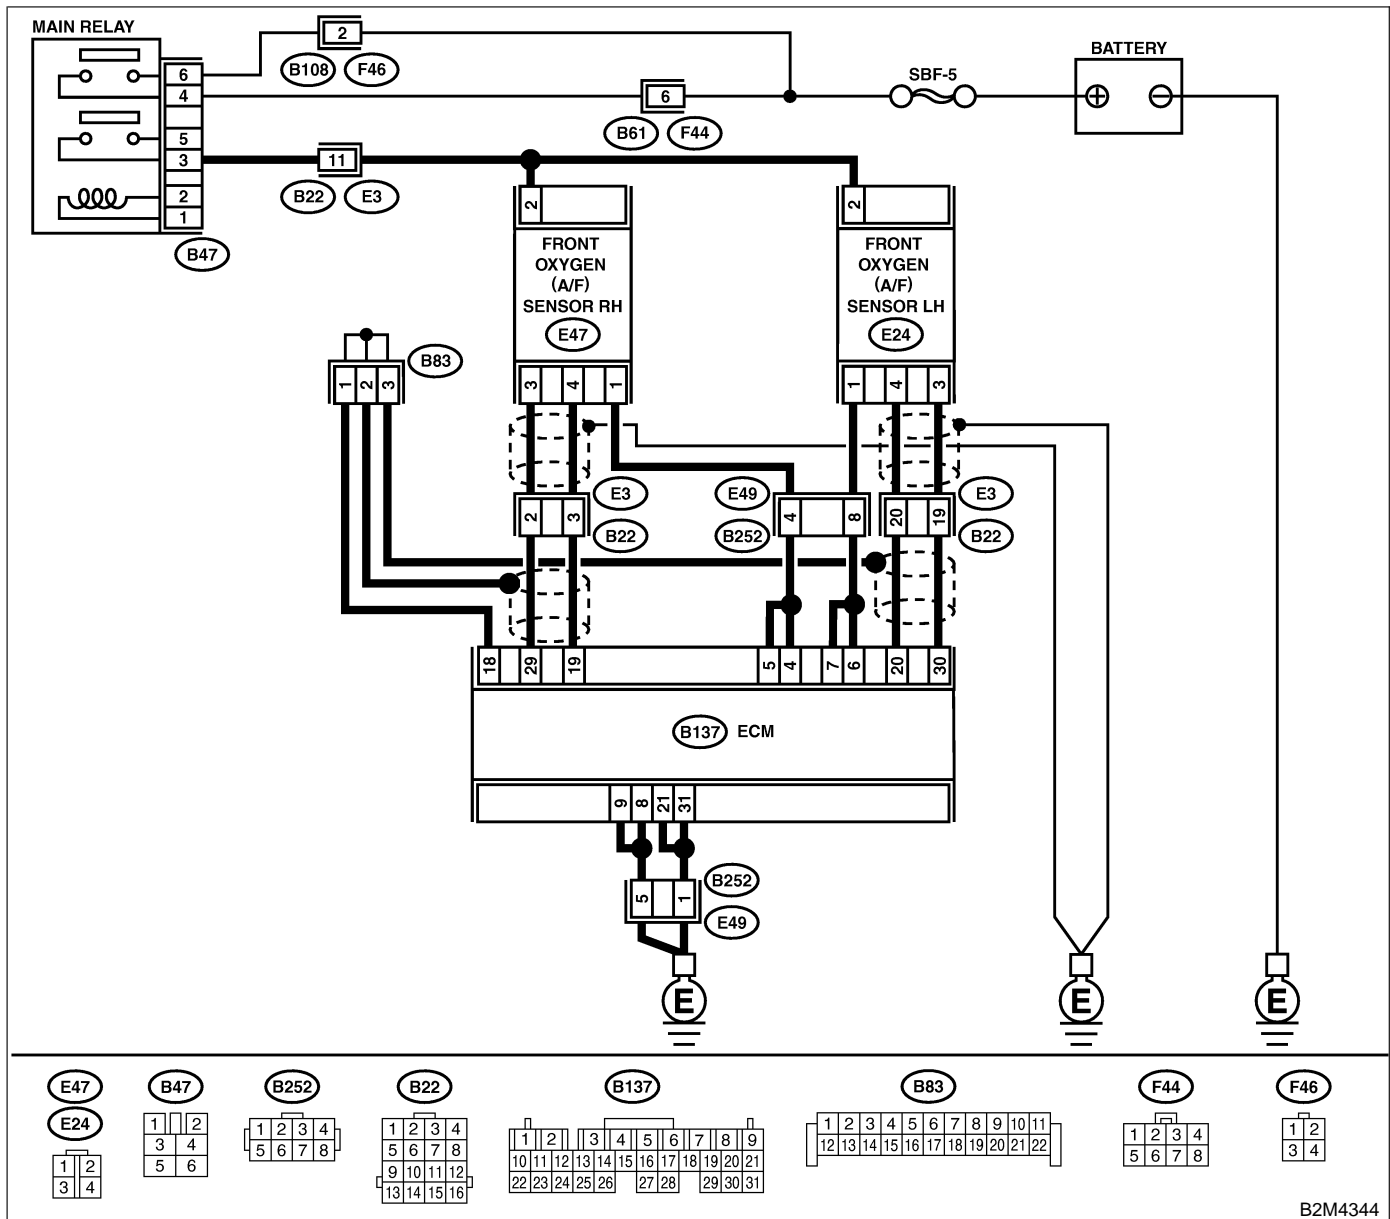 MAIN RELAY
2
B108 F46
BATTERY
SBF-5
6
4
5
3
2
1
B47
6
B61 F44
11
B22 E3
2
FRONT
OXYGEN
(A/F)
SENSOR RH
E47
3 4 1
2
FRONT
OXYGEN
(A/F)
SENSOR LH
E24
1 4 3
B83
1 2 3
E3
2 3
B22
E49
4 8
B252
E3
20 19
B22
18 29 19 5 4 7 6 20 30
B137 ECM
9 8 21 31
B252
5 1
E49
E E E
E47 B47 B252 B22 B137 B83 F44 F46
E24
1 2
3 4
1 2
3 4
5 6
1 2 3 4
5 6 7 8
1 2 3 4
5 6 7 8
9 10 11 12
13 14 15 16
1 2 3 4 5 6 7 8 9
10 11 12 13 14 15 16 17 18 19 20 21
22 23 24 25 26 27 28 29 30 31
1 2 3 4 5 6 7 8 9 10 11
12 13 14 15 16 17 18 19 20 21 22
1 2 3 4
5 6 7 8
1 2
3 4
B2M4344